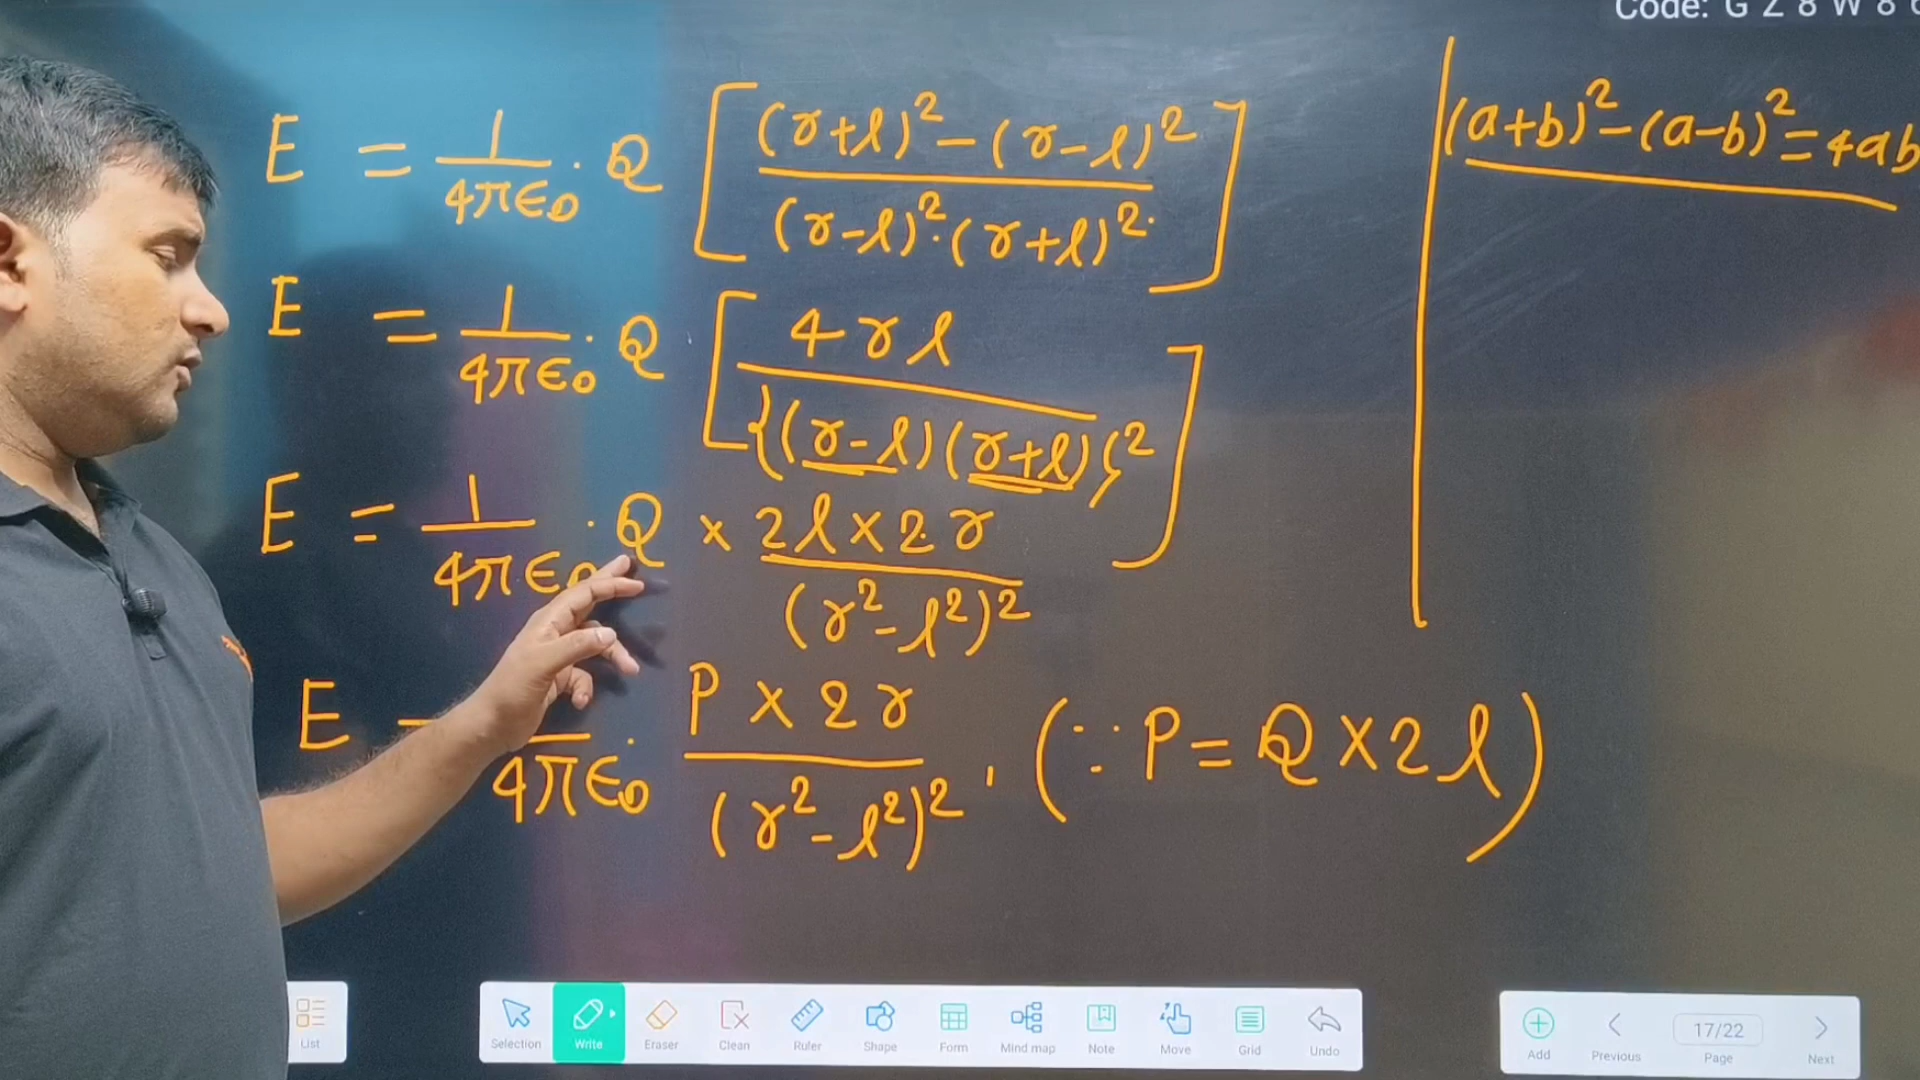 Code: G Z 8 W 8
E = 1/4πϵ₀ · Q [ (r+l)² - (r-l)² / (r-l)² · (r+l)² ]
(a+b)² - (a-b)² = 4ab
E = 1/4πϵ₀ · Q [ 4rl / {(r-l)(r+l)}² ]
E = 1/4πϵ₀ · Q × 2l×2r / (r²-l²)²
E = /4πϵ₀ · P × 2r / (r²-l²)² . (∵ P = Q × 2l)
List
Selection Write Eraser Clean Ruler Shape Form Mind map Note Move Grid Undo
Add Previous 17/22 Page Next